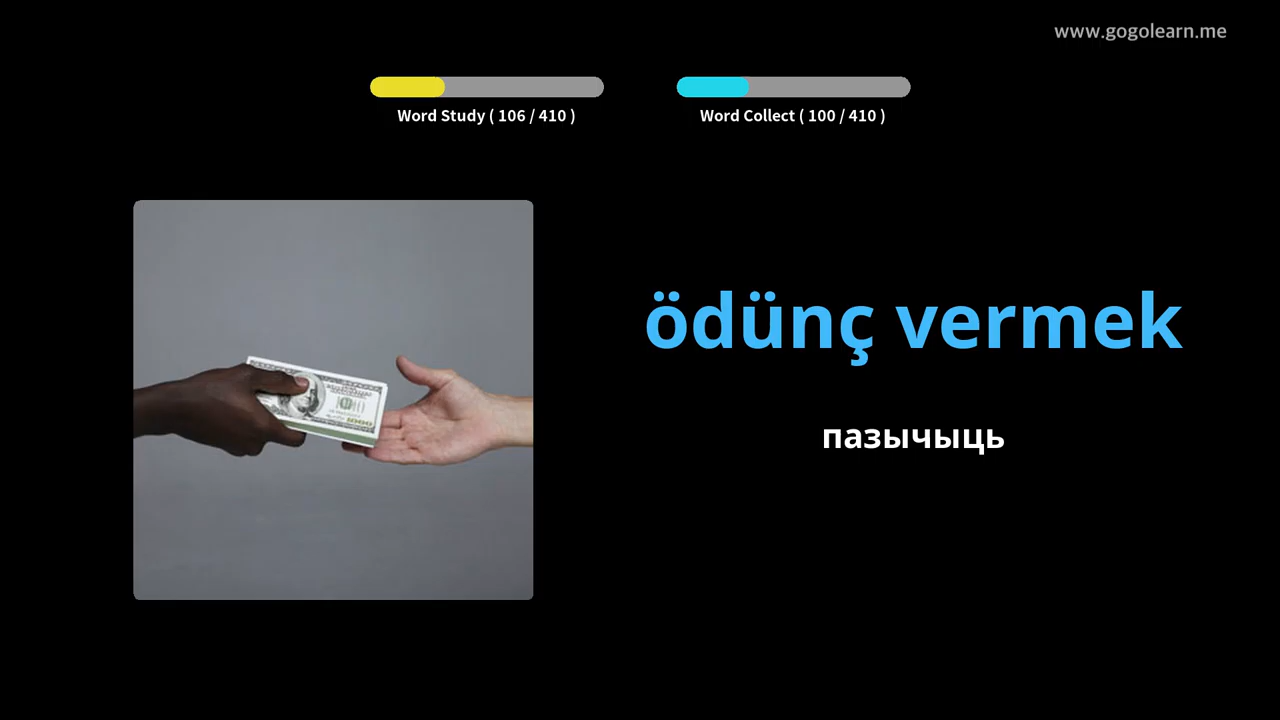 www.gogolearn.me
Word Study ( 106 / 410 )
Word Collect ( 100 / 410 )
ödünç vermek
пазычыць